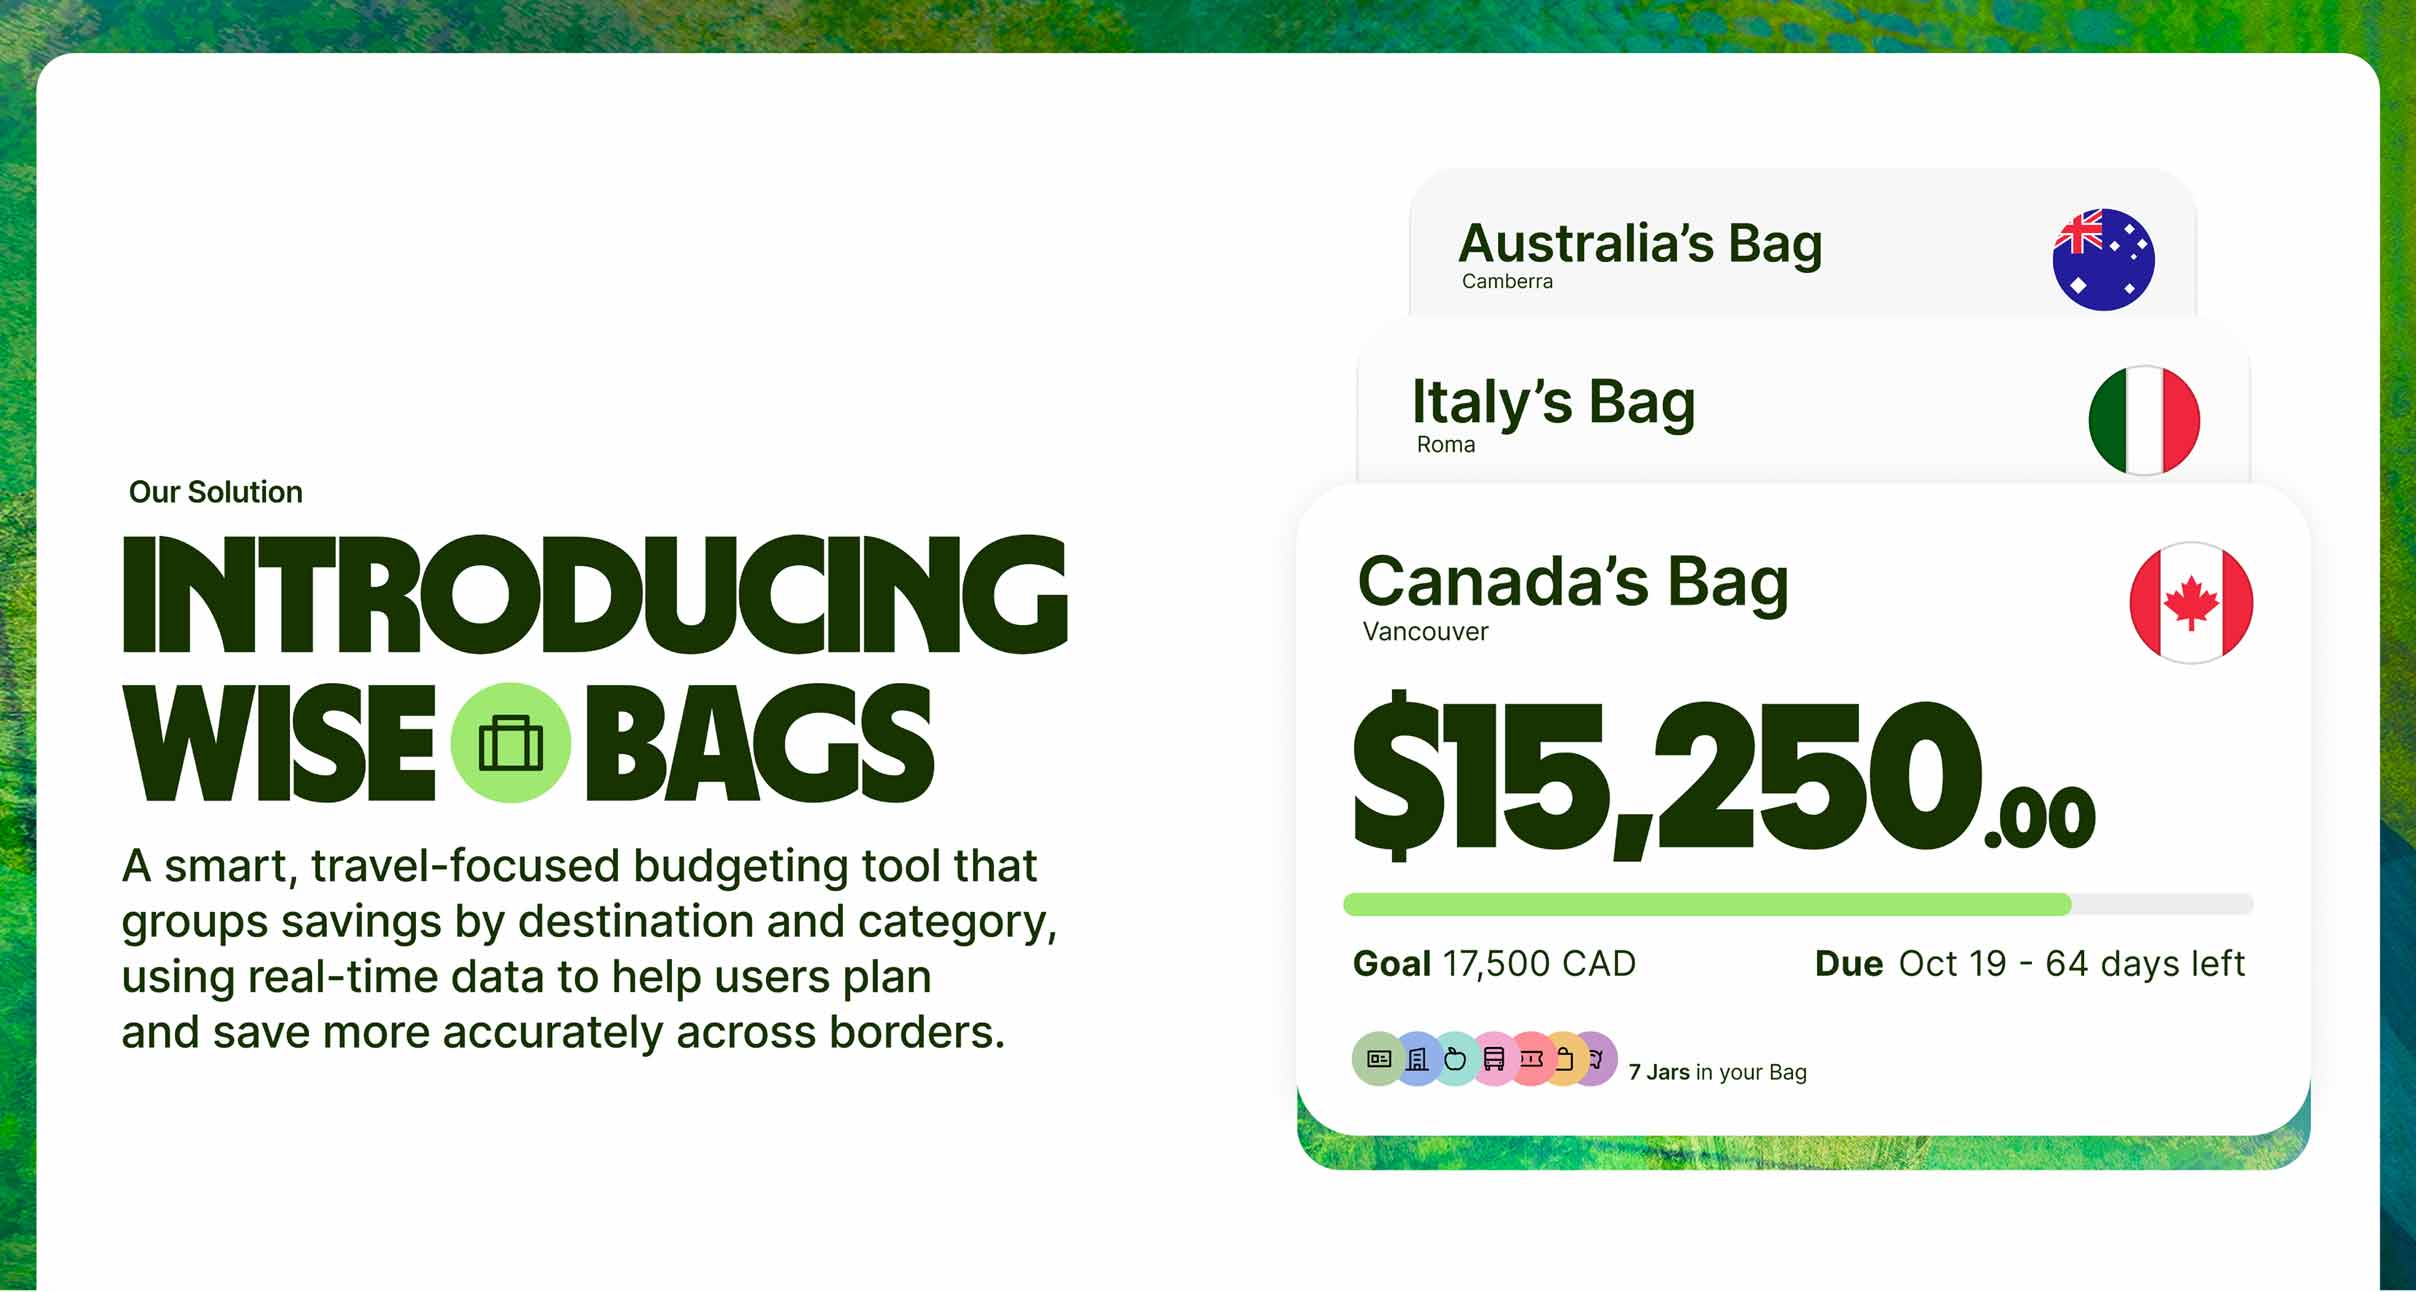 Our Solution
INTRODUCING
WISE BAGS
A smart, travel-focused budgeting tool that
groups savings by destination and category,
using real-time data to help users plan
and save more accurately across borders.
Australia’s Bag
Camberra
Italy’s Bag
Roma
Canada’s Bag
Vancouver
$15,250.00
Goal 17,500 CAD
Due Oct 19 - 64 days left
7 Jars in your Bag